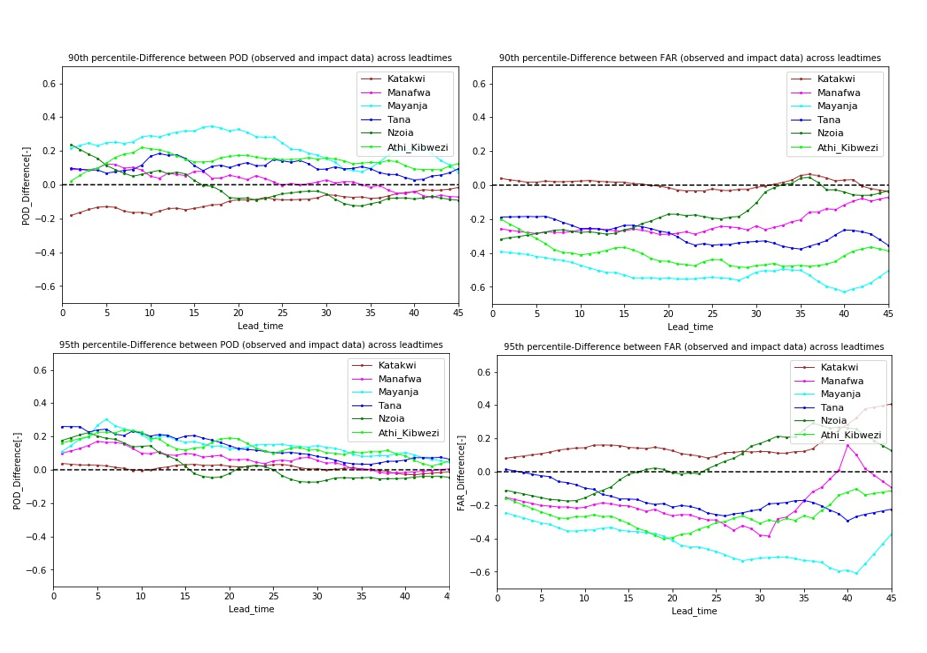 90th percentile-Difference between POD (observed and impact data) across leadtimes
0.6
0.4
0.2
0.0
−0.2
−0.4
−0.6
POD_Difference[-]
0 5 10 15 20 25 30 35 40 45
Lead_time
Katakwi
Manafwa
Mayanja
Tana
Nzoia
Athi_Kibwezi
90th percentile-Difference between FAR (observed and impact data) across leadtimes
0.6
0.4
0.2
0.0
0.2
0.4
0.6
0 5 10 15 20 25 30 35 40 45
Lead_time
Katakwi
Manafwa
Mayanja
Tana
Nzoia
Athi_Kibwezi
95th percentile-Difference between POD (observed and impact data) across leadtimes
0.6
0.4
0.2
0.0
−0.2
−0.4
−0.6
POD_Difference[-]
0 5 10 15 20 25 30 35 40 4
Lead_time
Katakwi
Manafwa
Mayanja
Tana
Nzoia
Athi_Kibwezi
95th percentile-Difference between FAR (observed and impact data) across leadtimes
0.6
0.4
0.2
0.0
−0.2
−0.4
−0.6
FAR_Difference[-]
0 5 10 15 20 25 30 35 40 45
Lead_time
Katakwi
Manafwa
Mayanja
Tana
Nzoia
Athi_Kibwezi